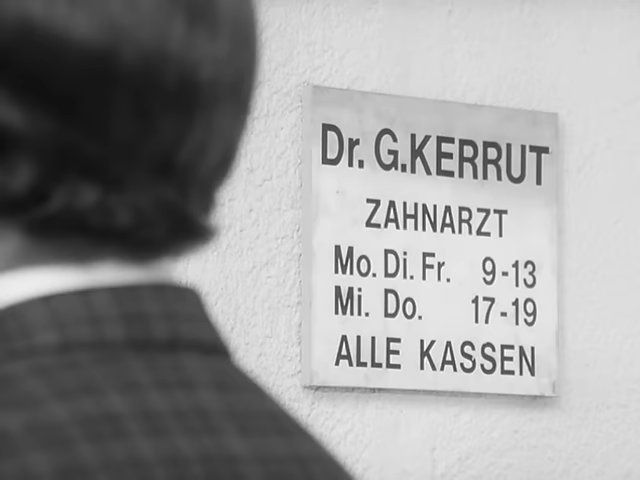 Dr. G.KERRUT
ZAHNARZT
Mo. Di. Fr. 9-13
Mi. Do. 17-19
ALLE KASSEN